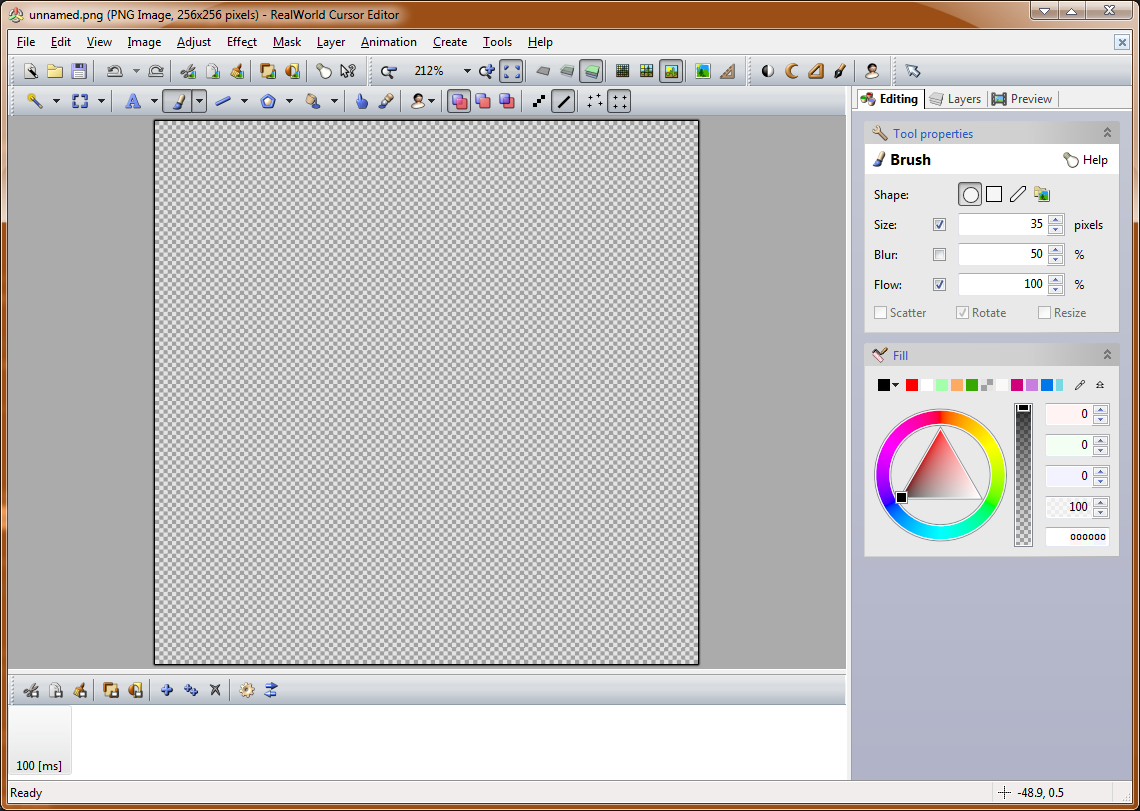 unnamed.png (PNG Image, 256x256 pixels) - RealWorld Cursor Editor
File Edit View Image Adjust Effect Mask Layer Animation Create Tools Help
212%
Editing Layers Preview
Tool properties
Brush Help
Shape:
Size: 35 pixels
Blur: 50 %
Flow: 100 %
Scatter Rotate Resize
Fill
0
0
0
100
000000
100 [ms]
Ready -48.9, 0.5